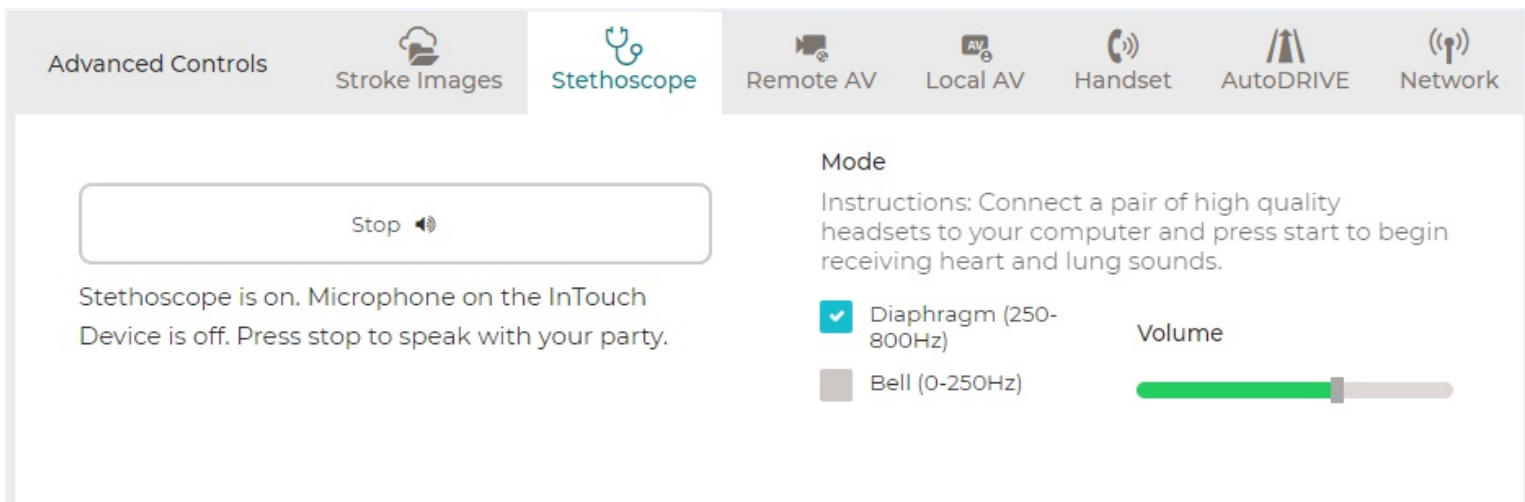 Advanced Controls
Stroke Images
Stethoscope
Remote AV
AV
Local AV
Handset
AutoDRIVE
Network
Stop
Stethoscope is on. Microphone on the InTouch
Device is off. Press stop to speak with your party.
Mode
Instructions: Connect a pair of high quality
headsets to your computer and press start to begin
receiving heart and lung sounds.
Diaphragm (250-
800Hz)
Bell (0-250Hz)
Volume